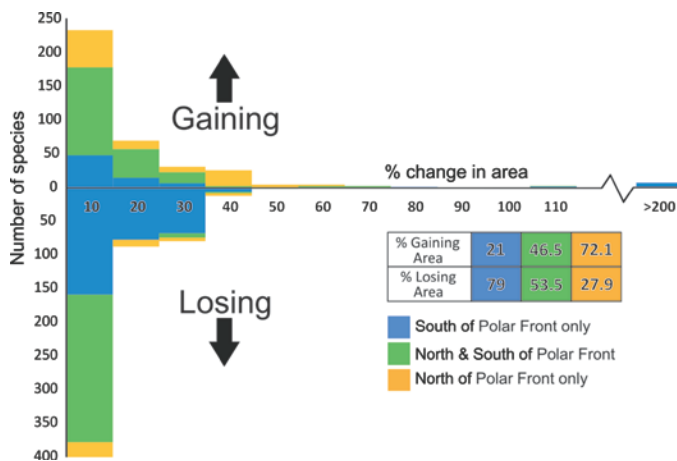 Number of species
250
200
150
100
50
0
50
100
150
200
250
300
350
400
Gaining
% change in area
10 20 30 40 50 60 70 80 90 100 110 >200
% Gaining Area 21 46.5 72.1
% Losing Area 79 53.5 27.9
Losing
South of Polar Front only
North & South of Polar Front
North of Polar Front only